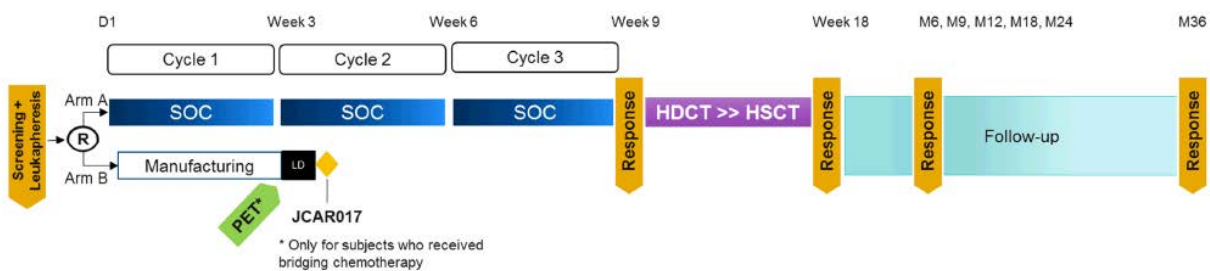 D1 Week 3 Week 6 Week 9 Week 18 M6, M9, M12, M18, M24 M36
Cycle 1 Cycle 2 Cycle 3
Screening +
Leukapheresis
R
Arm A
SOC SOC SOC
Response
HDCT >> HSCT
Response
Response
Follow-up
Response
Arm B
Manufacturing
LD
PET*
JCAR017
* Only for subjects who received
bridging chemotherapy